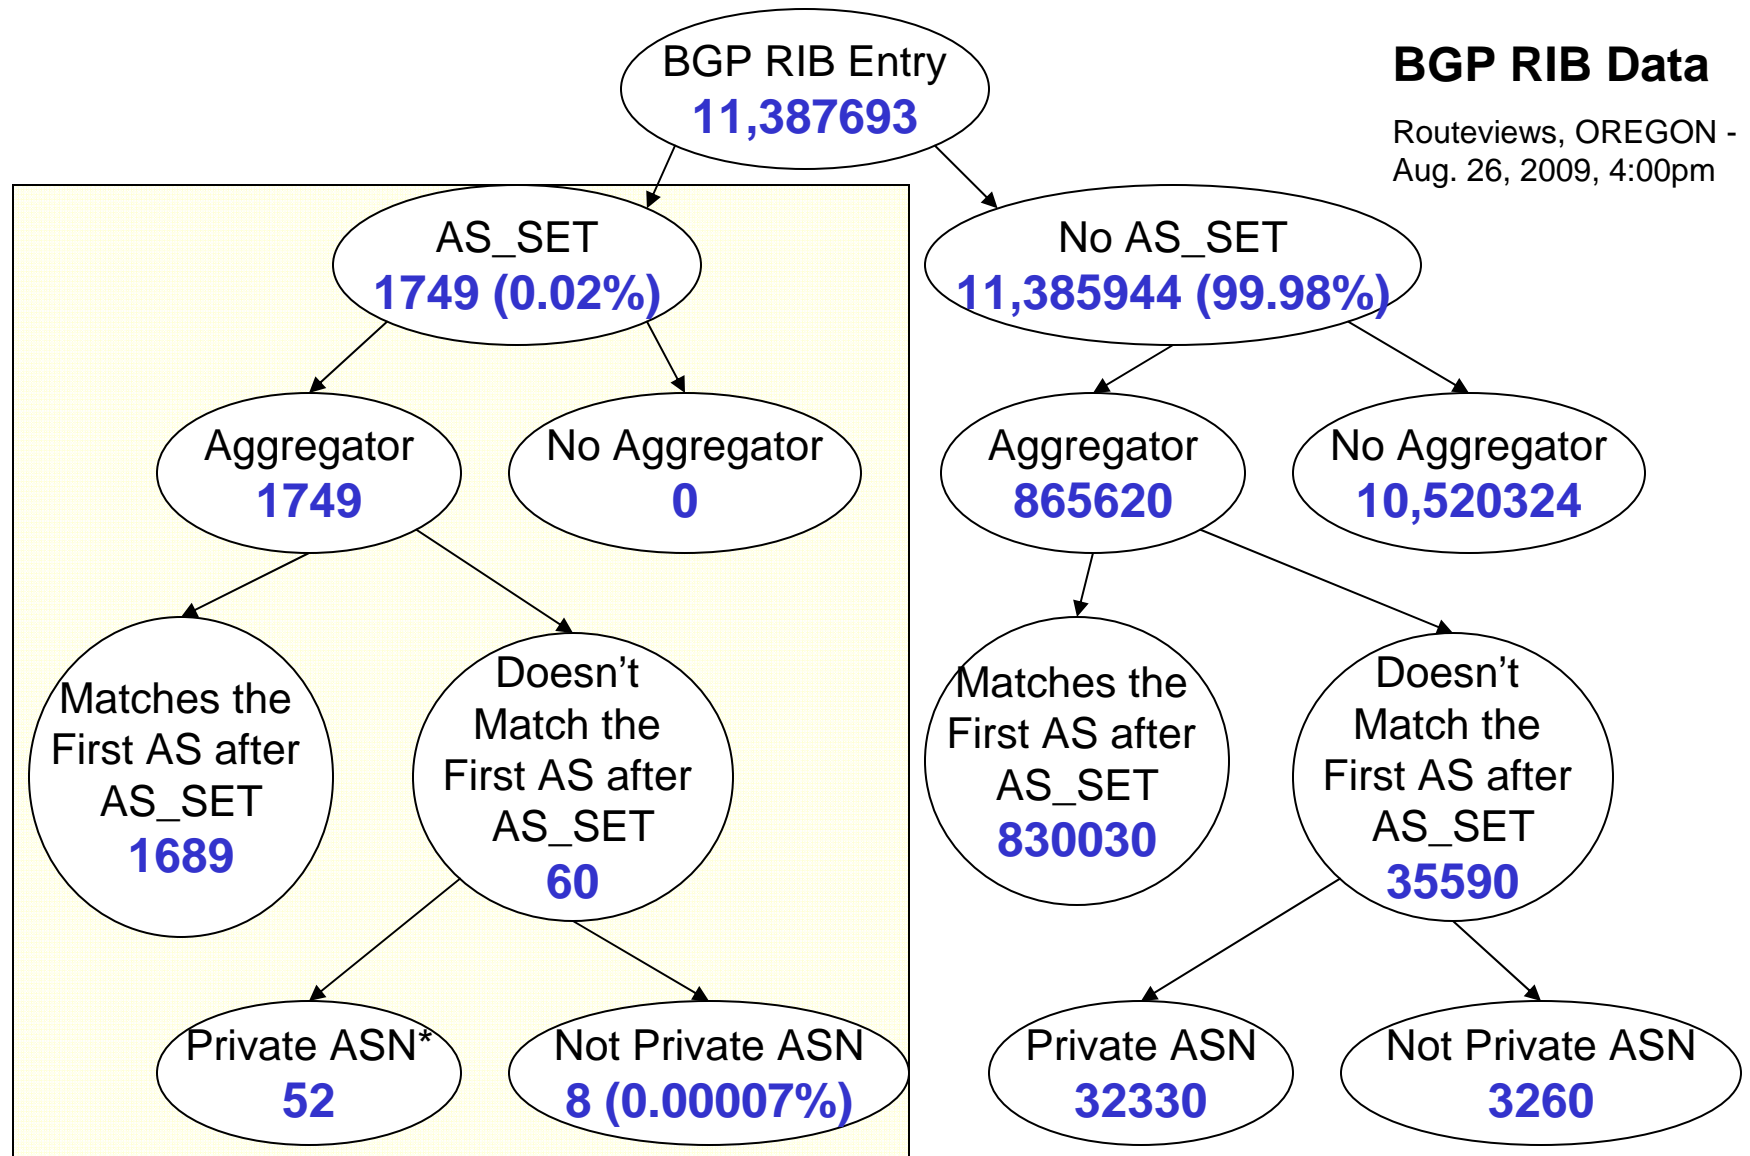 BGP RIB Entry
11,387693
BGP RIB Data
Routeviews, OREGON -
Aug. 26, 2009, 4:00pm
AS_SET
1749 (0.02%)
No AS_SET
11,385944 (99.98%)
Aggregator
1749
No Aggregator
0
Aggregator
865620
No Aggregator
10,520324
Matches the
First AS after
AS_SET
1689
Doesn’t
Match the
First AS after
AS_SET
60
Matches the
First AS after
AS_SET
830030
Doesn’t
Match the
First AS after
AS_SET
35590
Private ASN*
52
Not Private ASN
8 (0.00007%)
Private ASN
32330
Not Private ASN
3260